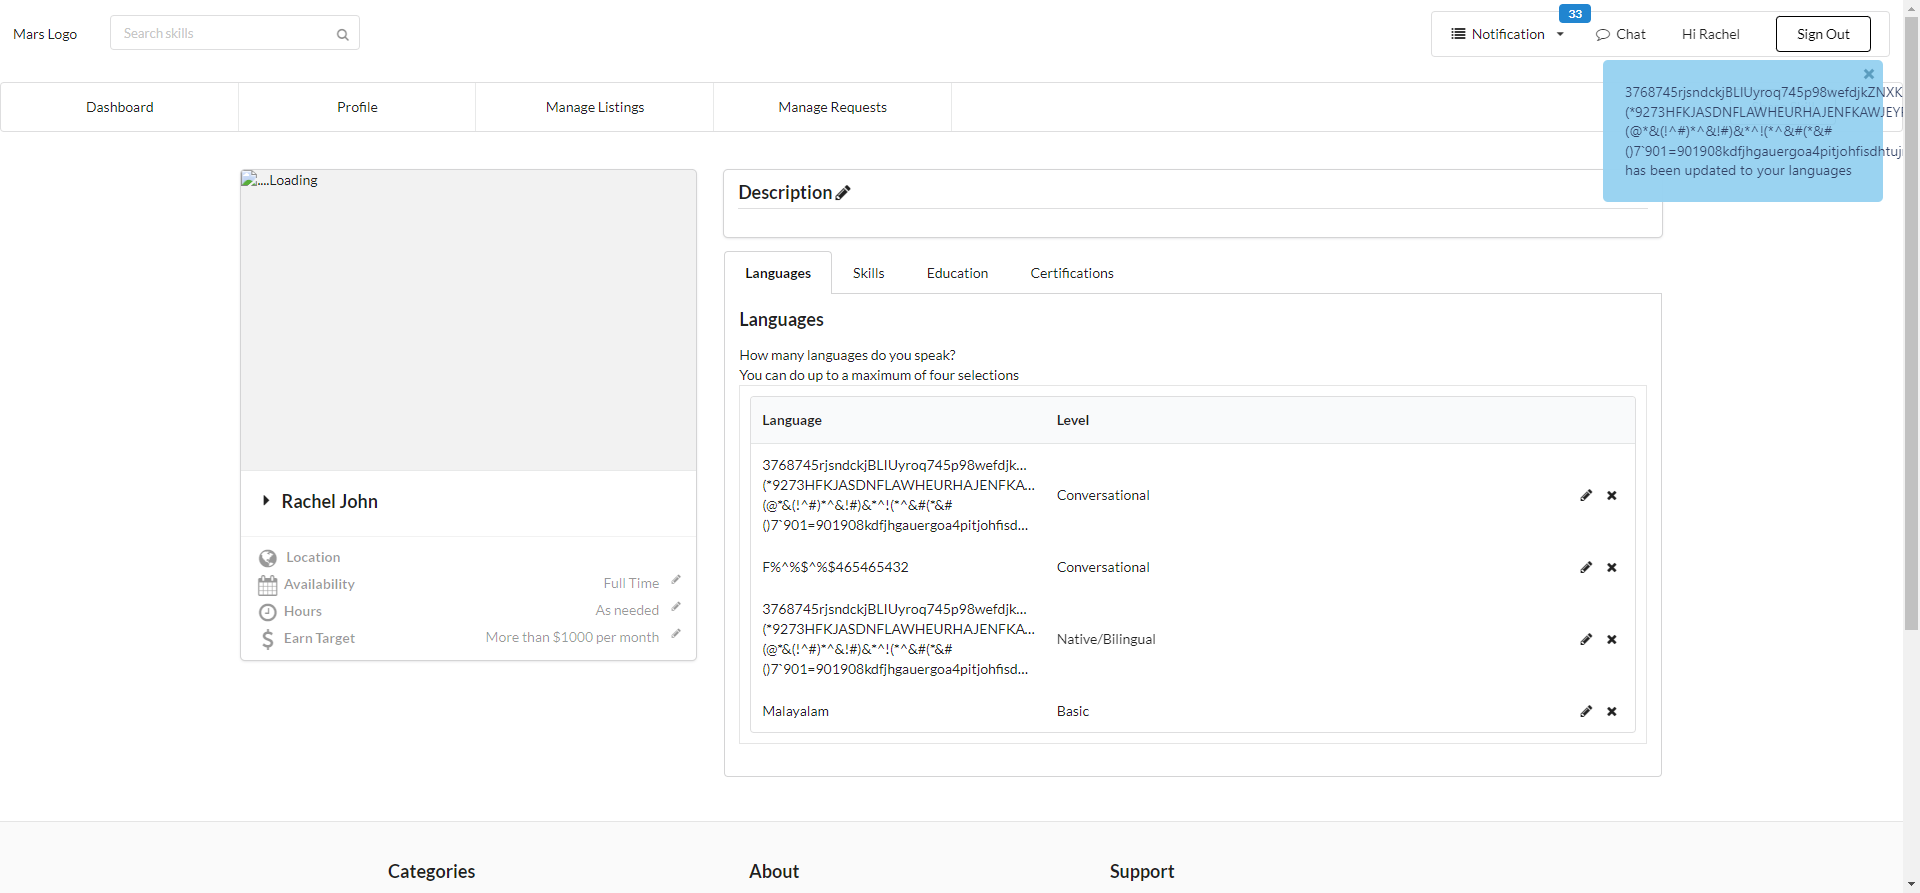 Mars Logo
Search skills
33
Notification
Chat
Hi Rachel
Sign Out
Dashboard
Profile
Manage Listings
Manage Requests
3768745rjsndckjBLIUyroq745p98wefdjkZNXK
(*9273HFKJASDNFLAWHEURHAJENFKAWJEY
(@*&(!^#)*^&!#)&*^!(*^&#(*&#
()7`901=901908kdfjhgauergoa4pitjohfisdhtuj
has been updated to your languages
....Loading
Description
Languages
Skills
Education
Certifications
Languages
How many languages do you speak?
You can do up to a maximum of four selections
Language
Level
3768745rjsndckjBLIUyroq745p98wefdjk...
(*9273HFKJASDNFLAWHEURHAJENFKA...
(@*&(!^#)*^&!#)&*^!(*^&#(*&#
()7`901=901908kdfjhgauergoa4pitjohfisd...
Conversational
F%^%$^%$465465432
Conversational
3768745rjsndckjBLIUyroq745p98wefdjk...
(*9273HFKJASDNFLAWHEURHAJENFKA...
(@*&(!^#)*^&!#)&*^!(*^&#(*&#
()7`901=901908kdfjhgauergoa4pitjohfisd...
Native/Bilingual
Malayalam
Basic
Rachel John
Location
Availability
Full Time
Hours
As needed
Earn Target
More than $1000 per month
Categories
About
Support